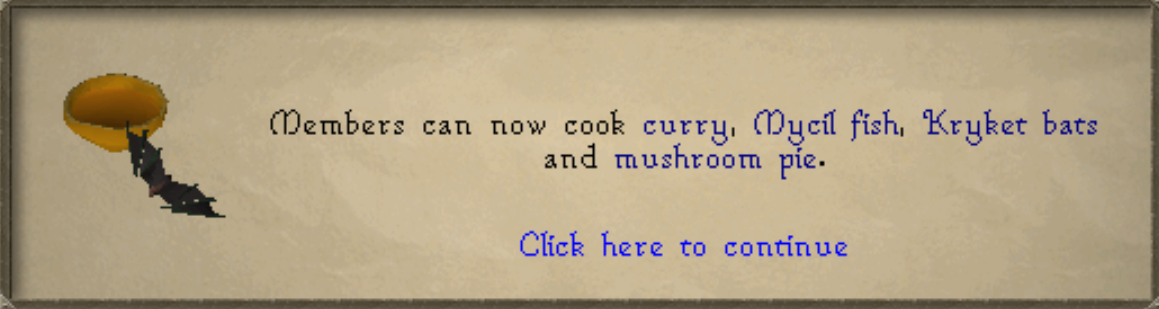 Members can now cook curry, Mycil fish, Kryket bats
and mushroom pie.
Click here to continue